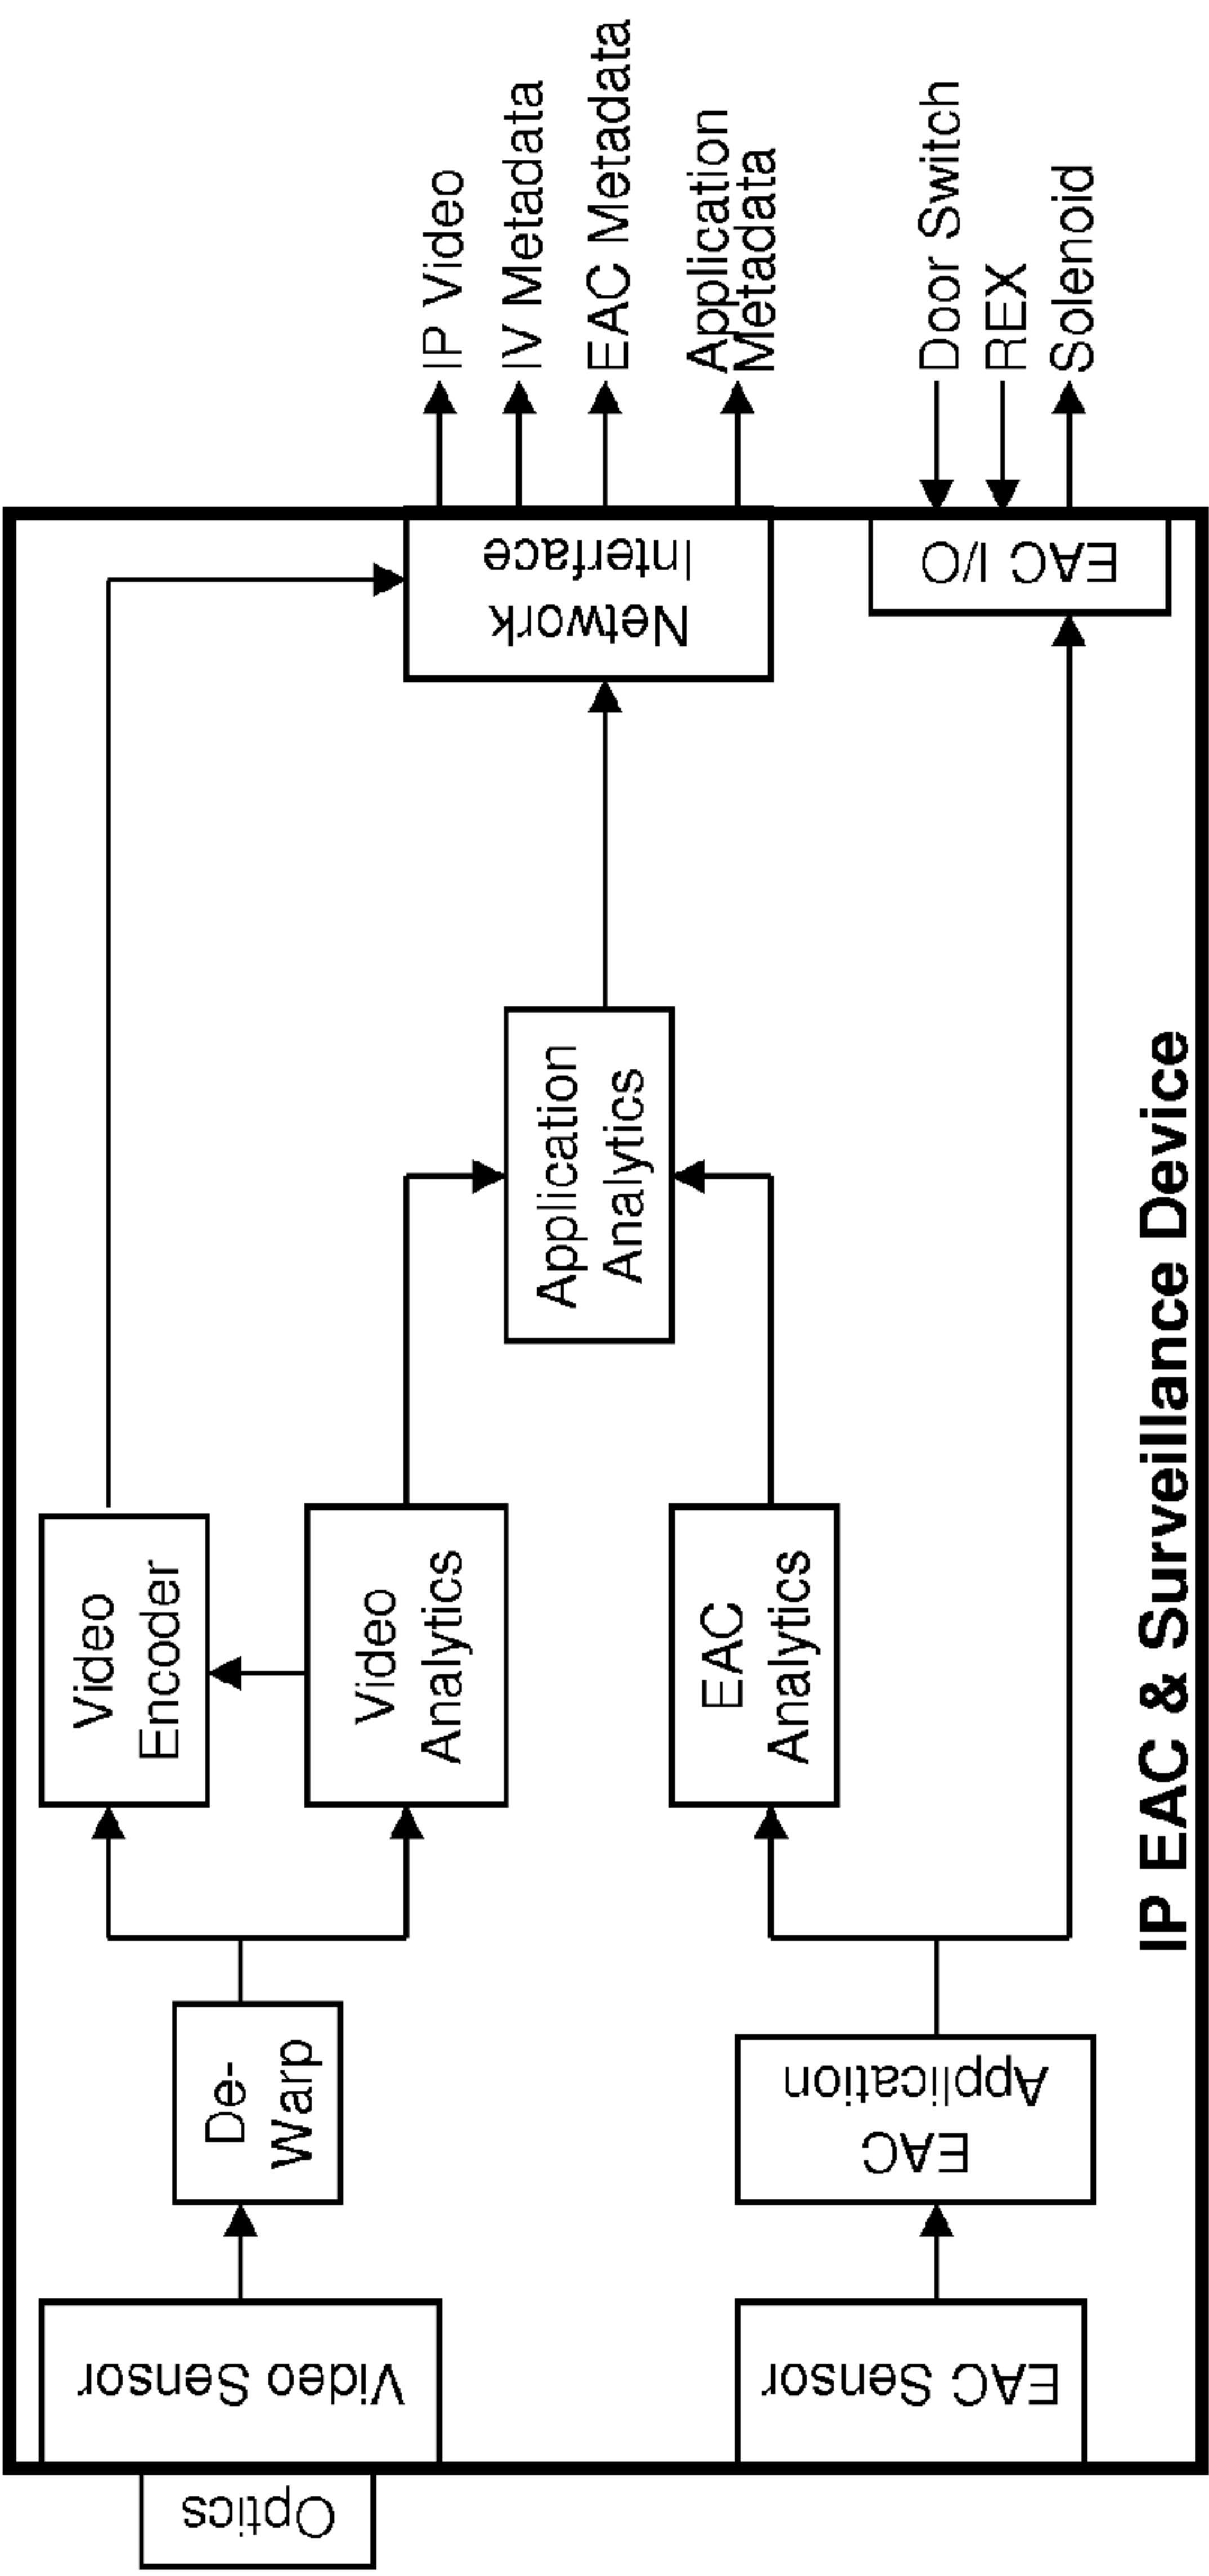 Optics
Video Sensor
De-
Warp
Video
Encoder
Video
Analytics
Application
Analytics
Network
Interface
IP Video
IV Metadata
EAC Metadata
Application
Metadata
EAC Sensor
EAC
Application
EAC
Analytics
EAC I/O
Door Switch
REX
Solenoid
IP EAC & Surveillance Device